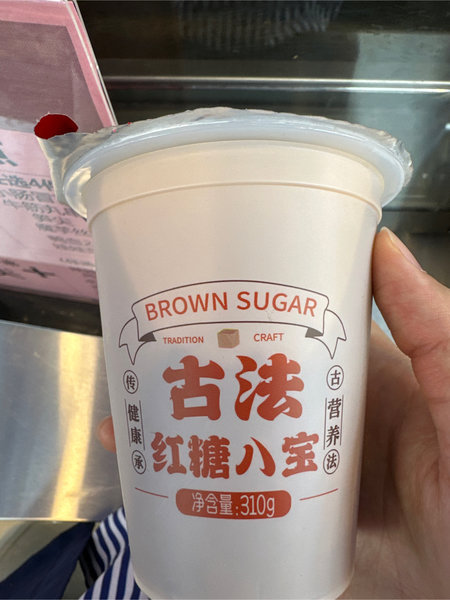 BROWN SUGAR
TRADITION CRAFT
古法
红糖八宝
传健康承
古营养法
净含量:310g